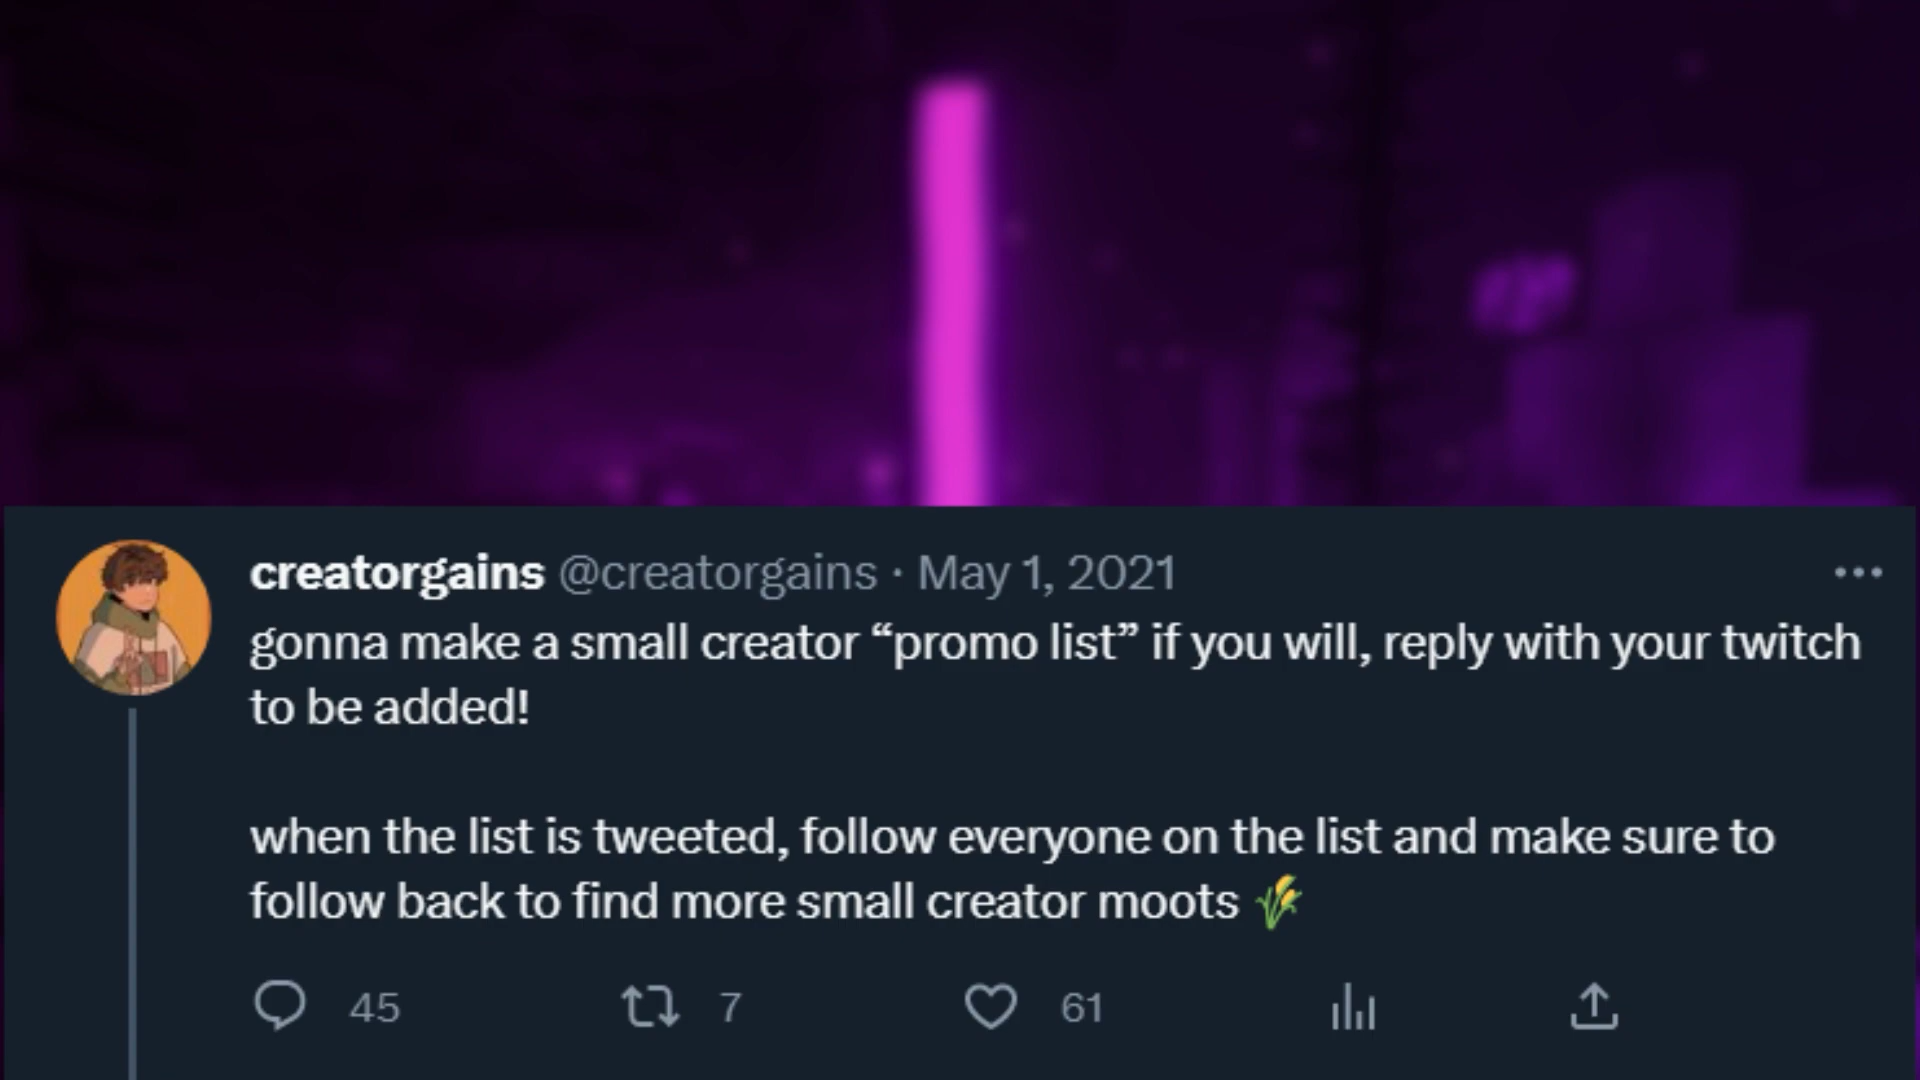 creatorgains @creatorgains · May 1, 2021
gonna make a small creator “promo list” if you will, reply with your twitch
to be added!
when the list is tweeted, follow everyone on the list and make sure to
follow back to find more small creator moots 🌾
45 7 61